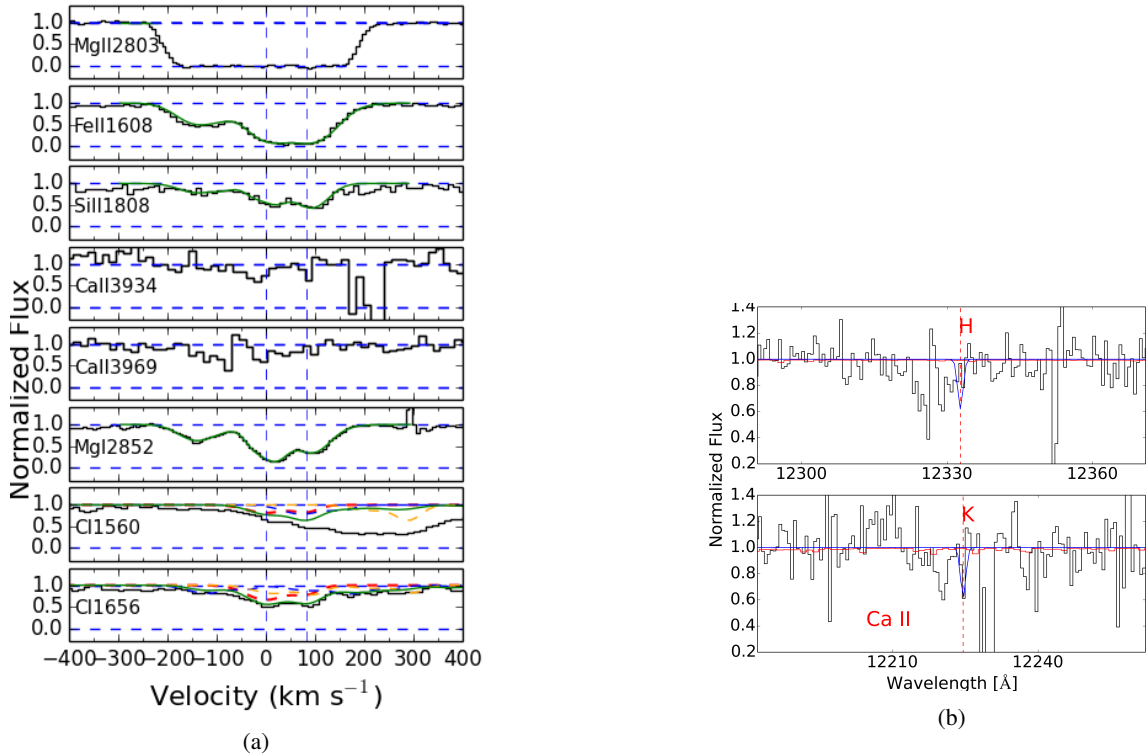 Normalized Flux
1.0
0.5
0.0
MgII2803
1.0
0.5
0.0
FeII1608
1.0
0.5
0.0
SiII1808
1.0
0.5
0.0
CaII3934
1.0
0.5
0.0
CaII3969
1.0
0.5
0.0
MgI2852
1.0
0.5
0.0
CI1560
1.0
0.5
0.0
CI1656
−400 −300 −200 −100 0 100 200 300 400
Velocity (km s⁻¹)
(a)
Normalized Flux
1.4
1.2
1.0
0.8
0.6
0.4
0.2
H
12300 12330 12360
1.4
1.2
1.0
0.8
0.6
0.4
0.2
K
Ca II
12210 12240
Wavelength [Å]
(b)